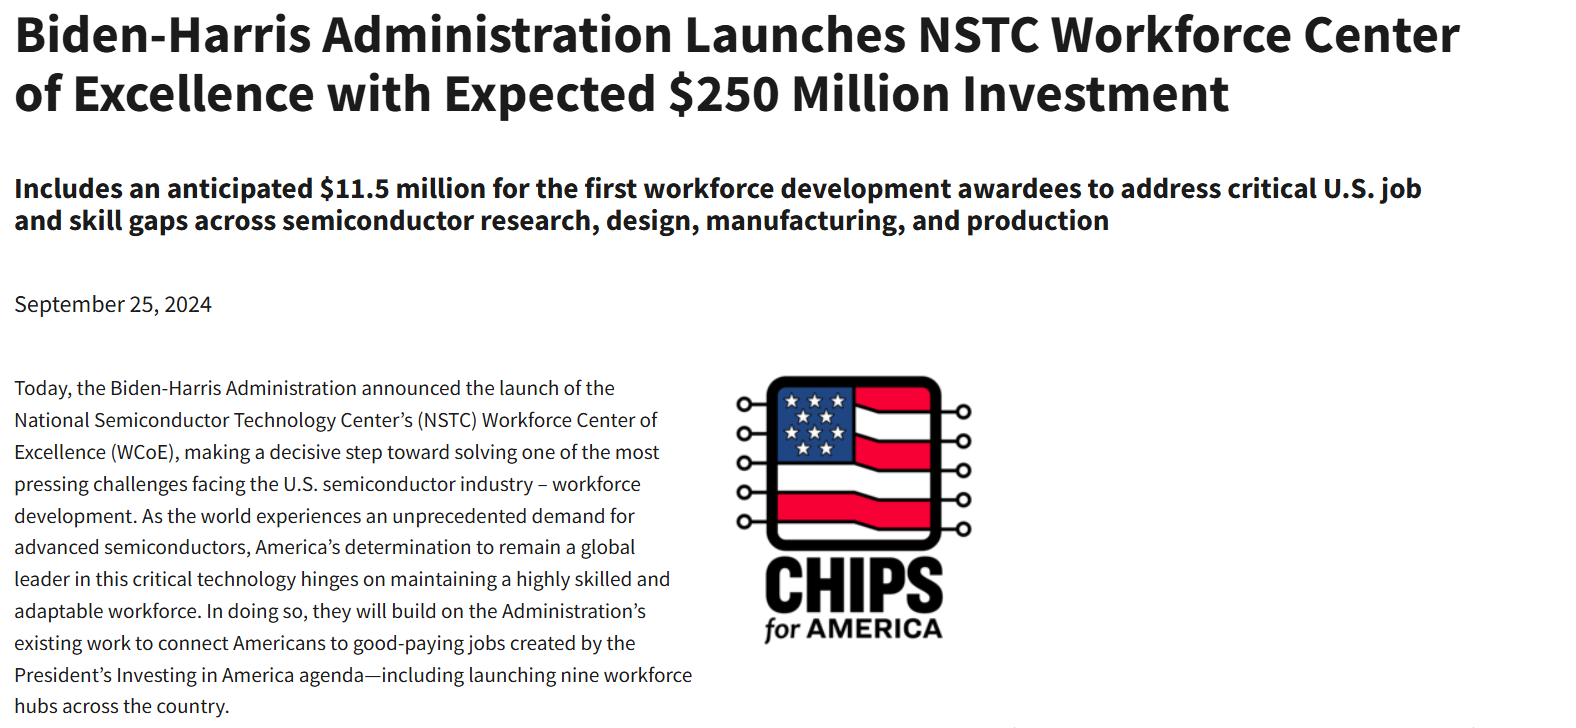 Biden-Harris Administration Launches NSTC Workforce Center
of Excellence with Expected $250 Million Investment
Includes an anticipated $11.5 million for the first workforce development awardees to address critical U.S. job
and skill gaps across semiconductor research, design, manufacturing, and production
September 25, 2024
Today, the Biden-Harris Administration announced the launch of the
National Semiconductor Technology Center’s (NSTC) Workforce Center of
Excellence (WCoE), making a decisive step toward solving one of the most
pressing challenges facing the U.S. semiconductor industry – workforce
development. As the world experiences an unprecedented demand for
advanced semiconductors, America’s determination to remain a global
leader in this critical technology hinges on maintaining a highly skilled and
adaptable workforce. In doing so, they will build on the Administration’s
existing work to connect Americans to good-paying jobs created by the
President’s Investing in America agenda—including launching nine workforce
hubs across the country.
CHIPS
for AMERICA